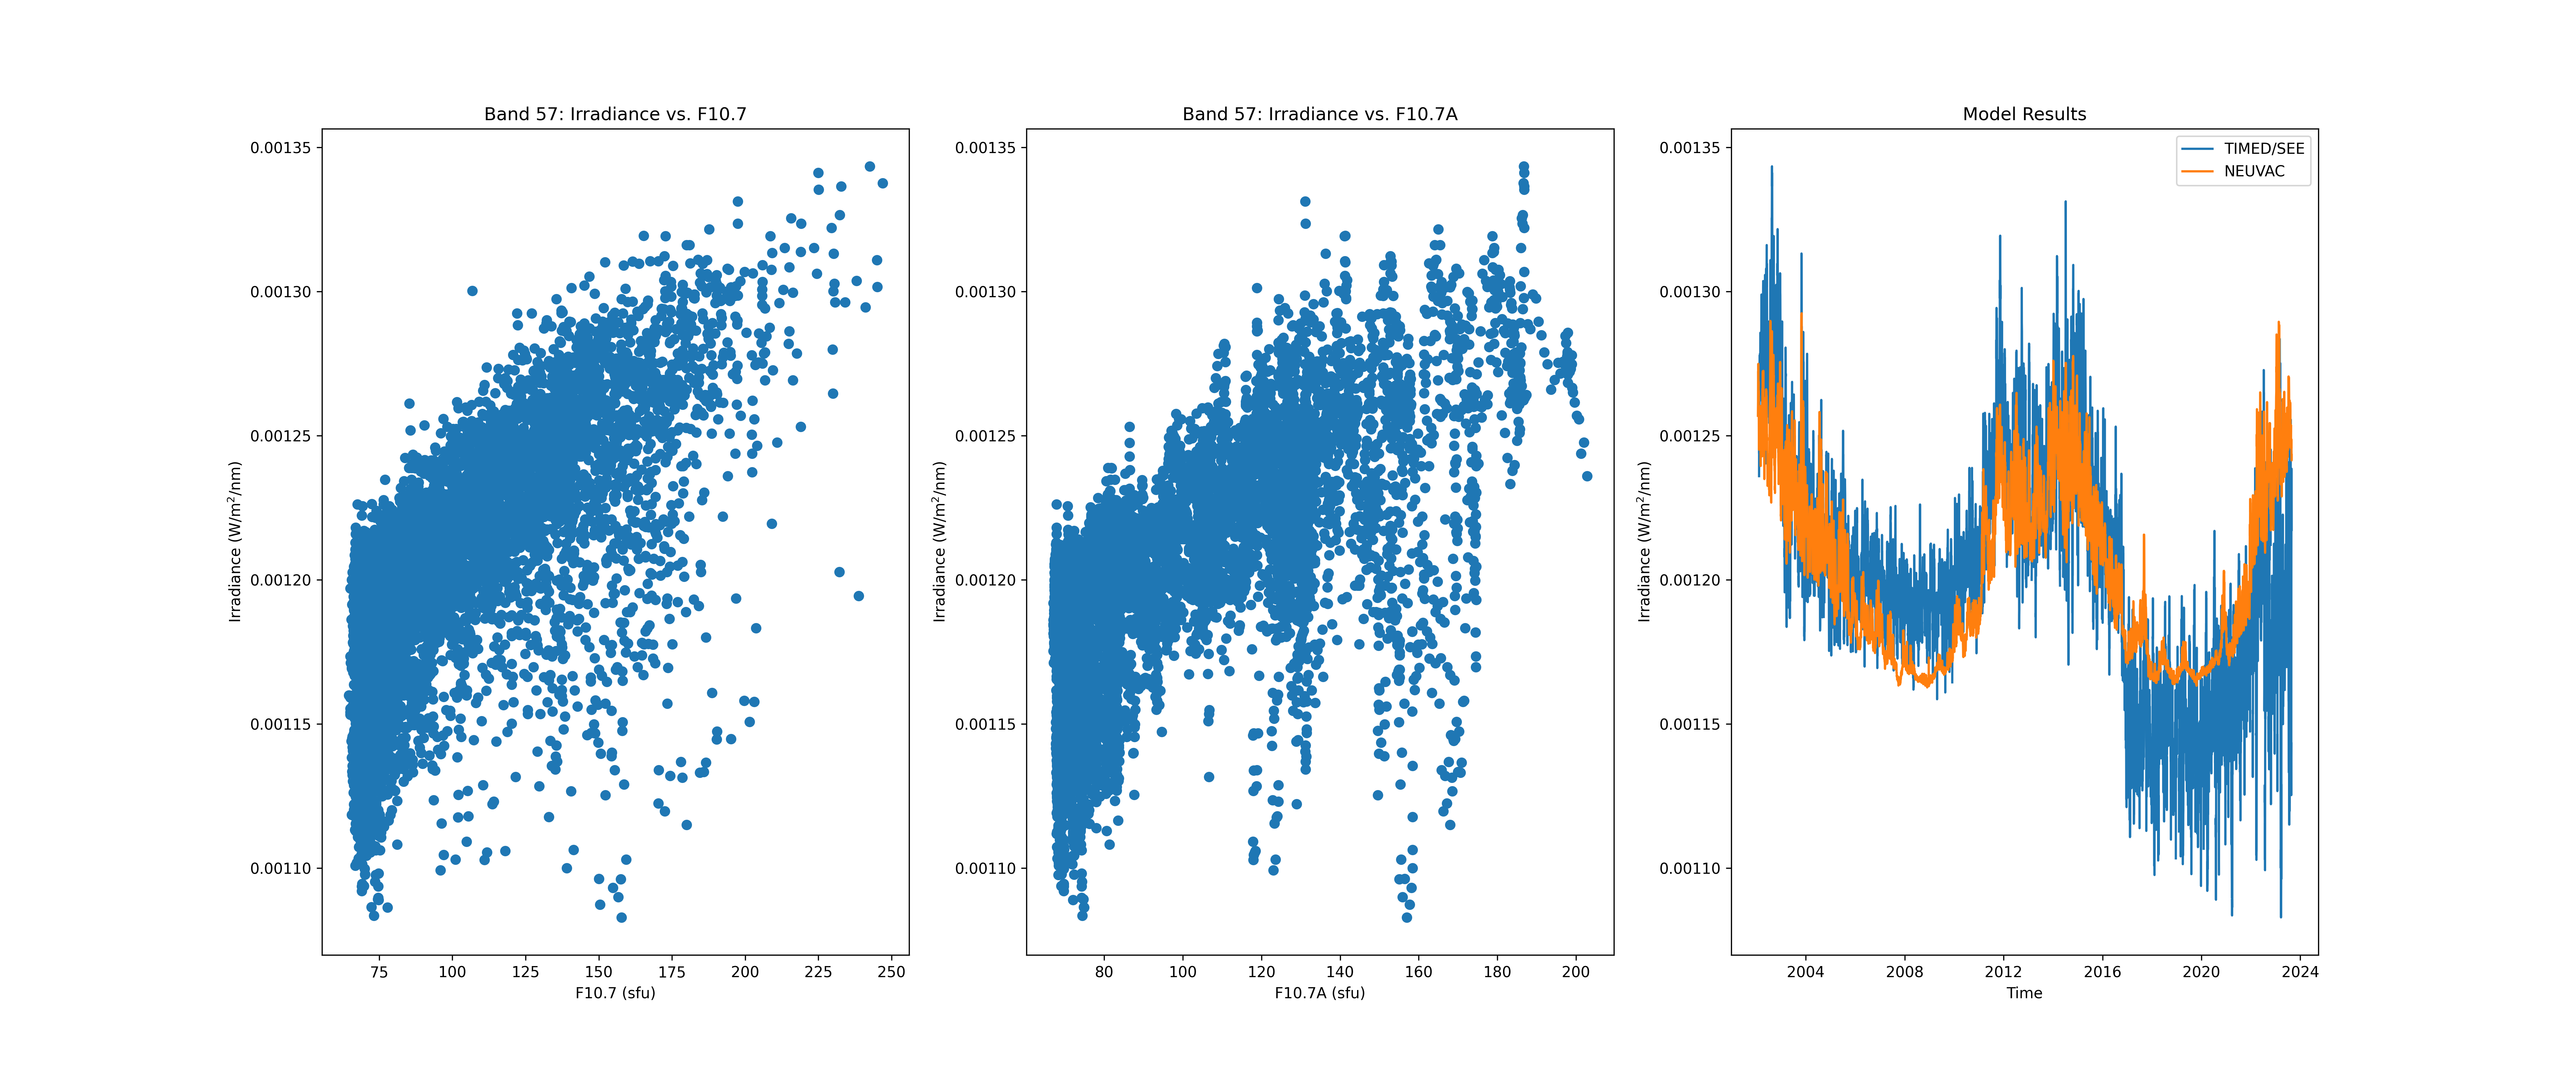 Band 57: Irradiance vs. F10.7
0.00135
0.00130
0.00125
0.00120
0.00115
0.00110
Irradiance (W/m²/nm)
75 100 125 150 175 200 225 250
F10.7 (sfu)
Band 57: Irradiance vs. F10.7A
0.00135
0.00130
0.00125
0.00120
0.00115
0.00110
Irradiance (W/m²/nm)
80 100 120 140 160 180 200
F10.7A (sfu)
Model Results
TIMED/SEE
NEUVAC
0.00135
0.00130
0.00125
0.00120
0.00115
0.00110
Irradiance (W/m²/nm)
2004 2008 2012 2016 2020 2024
Time